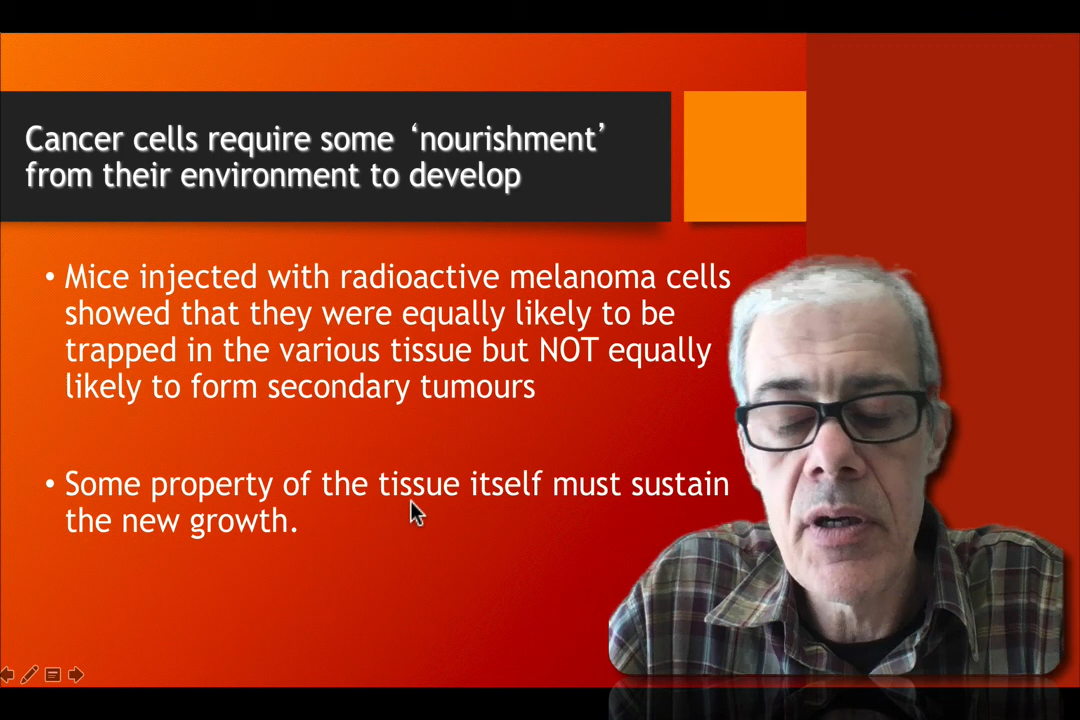 Cancer cells require some ‘nourishment’
from their environment to develop
• Mice injected with radioactive melanoma cells
showed that they were equally likely to be
trapped in the various tissue but NOT equally
likely to form secondary tumours
• Some property of the tissue itself must sustain
the new growth.